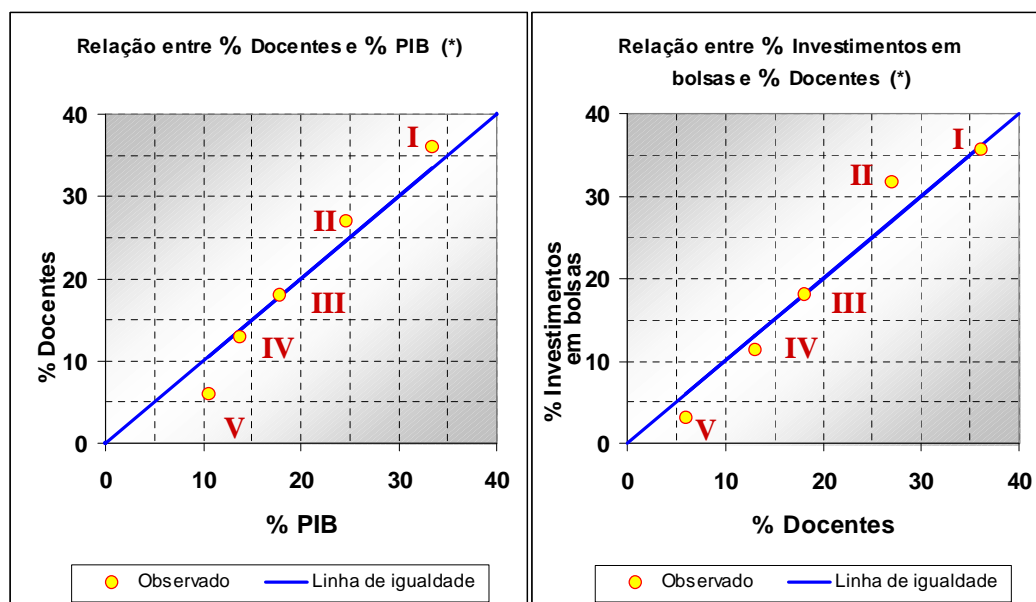 Relação entre % Docentes e % PIB (*)
40
30
20
10
0
% Docentes
I
II
III
IV
V
0 10 20 30 40
% PIB
Observado Linha de igualdade
Relação entre % Investimentos em
bolsas e % Docentes (*)
40
30
20
10
0
% Investimentos
em bolsas
I
II
III
IV
V
0 10 20 30 40
% Docentes
Observado Linha de igualdade